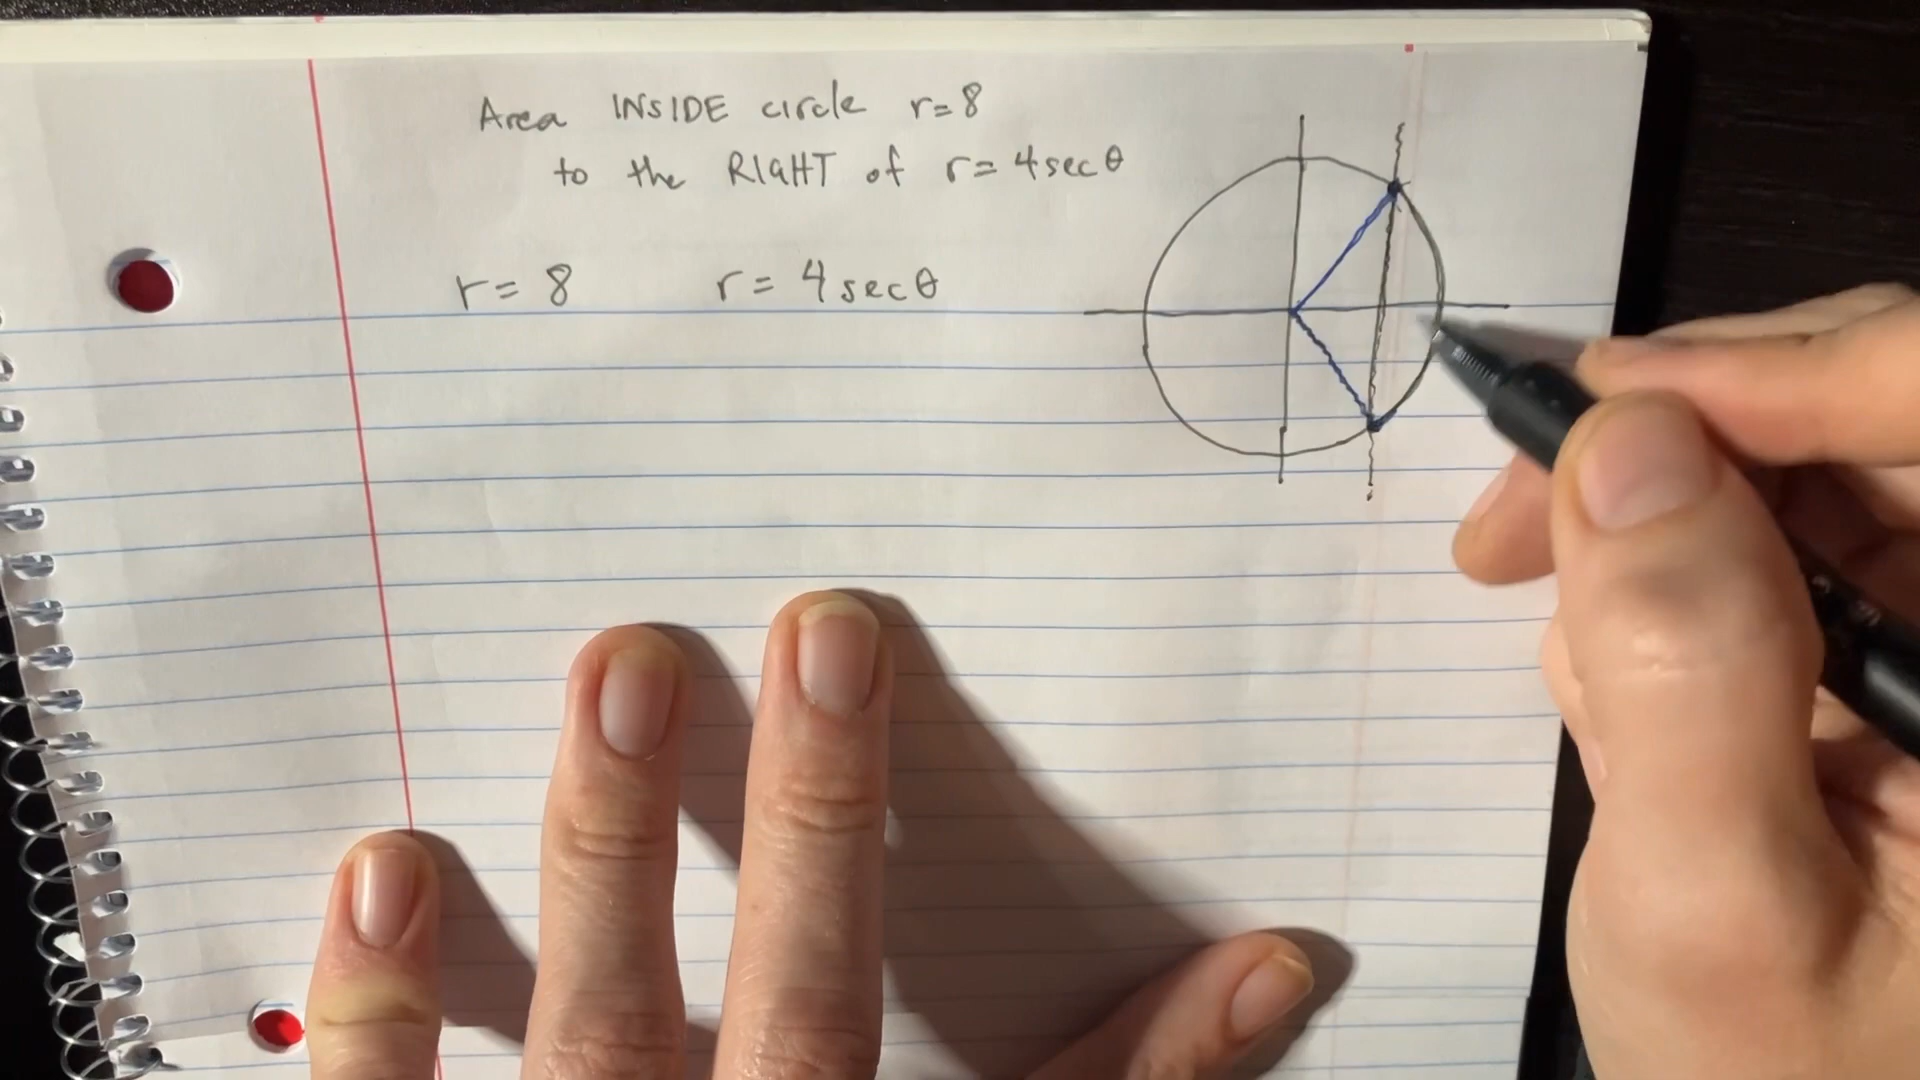 Area INSIDE circle r=8
to the RIGHT of r= 4secθ
r= 8 r= 4secθ